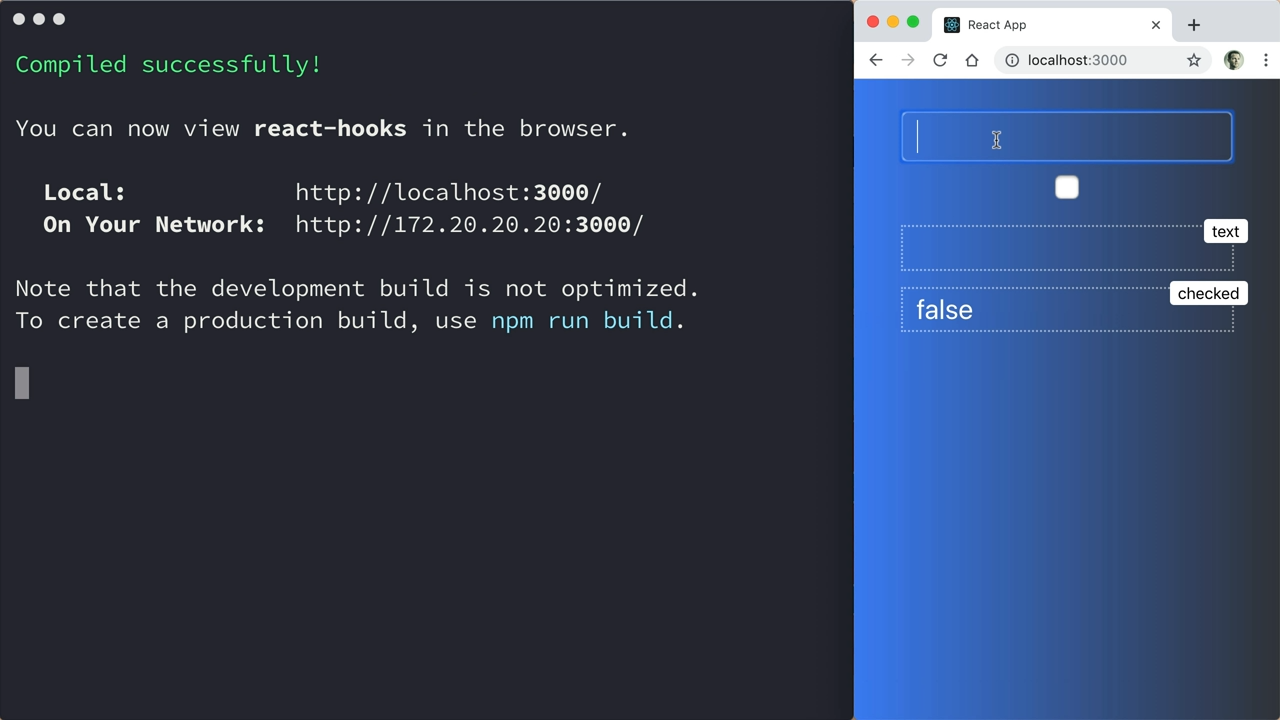 Compiled successfully!
You can now view react-hooks in the browser.
Local: http://localhost:3000/
On Your Network: http://172.20.20.20:3000/
Note that the development build is not optimized.
To create a production build, use npm run build.
React App
localhost:3000
text
checked
false